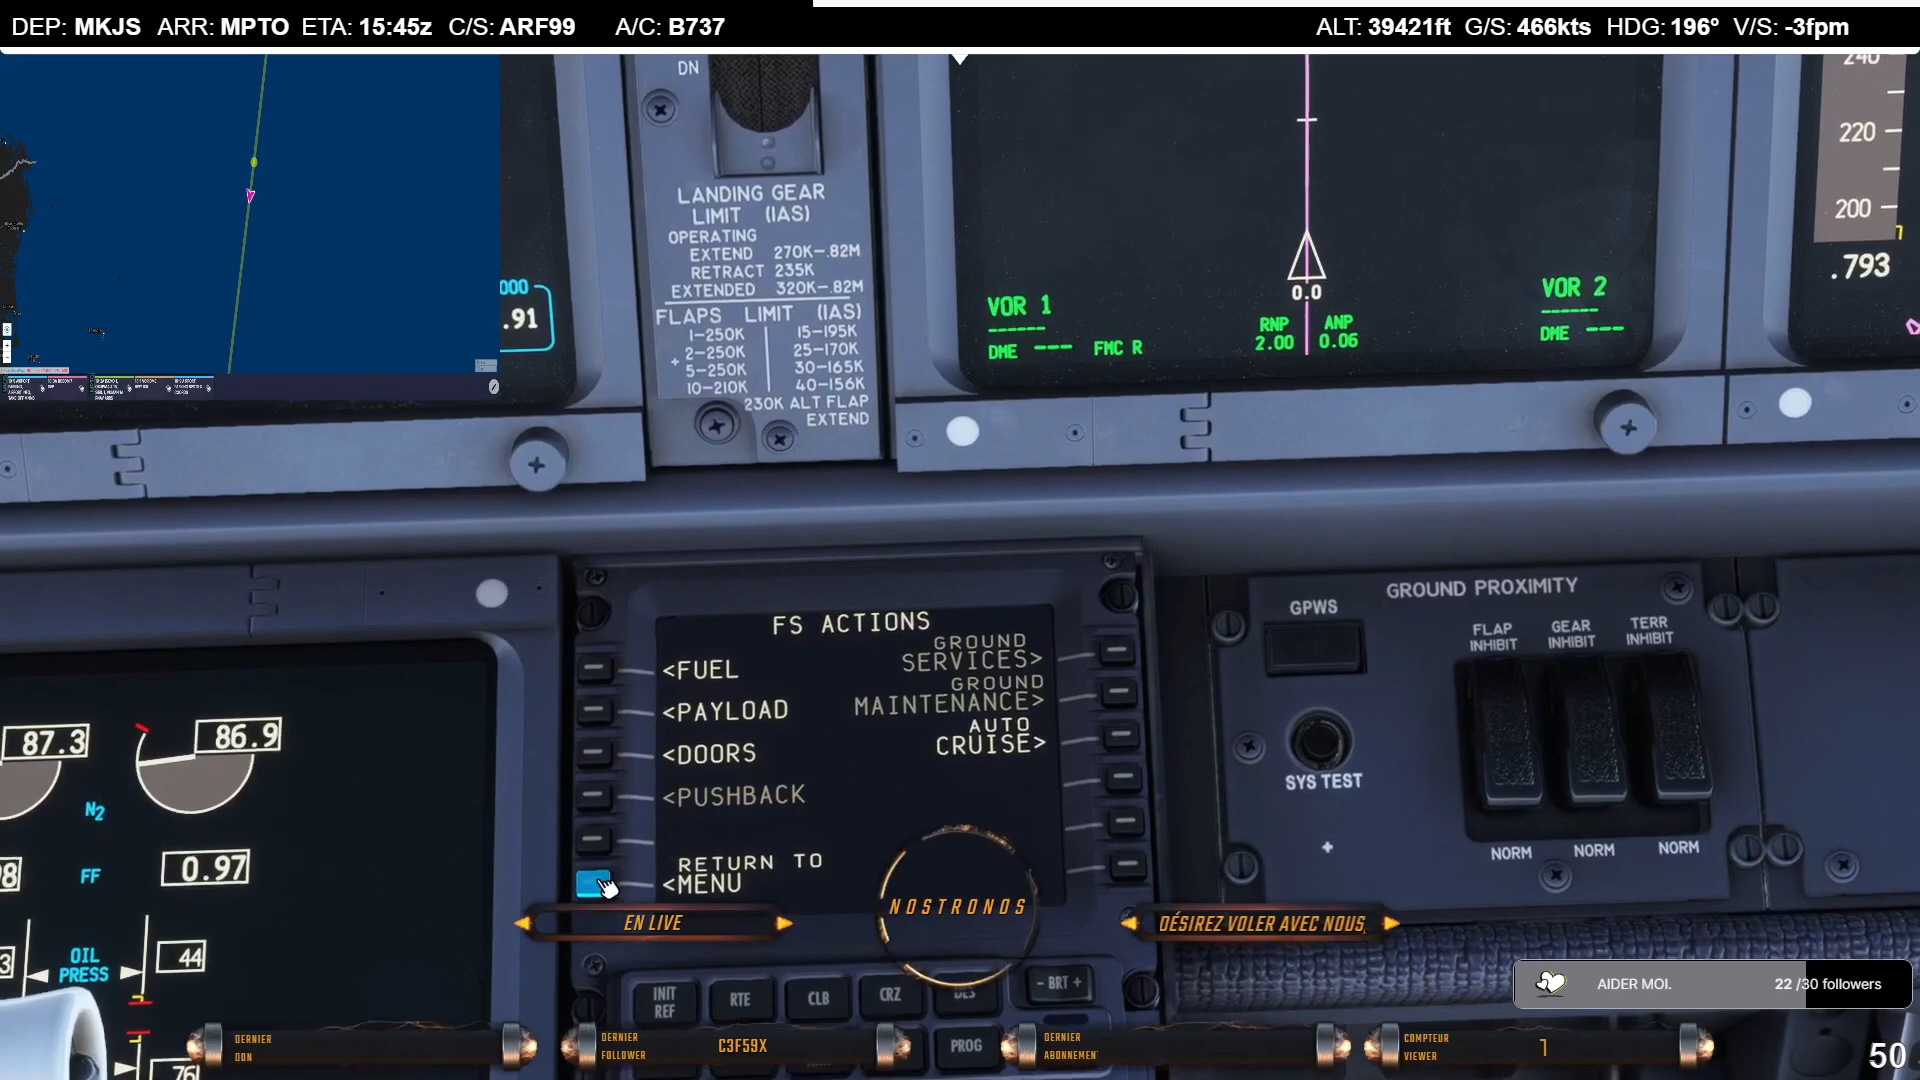 DEP: MKJS ARR: MPTO ETA: 15:45z C/S: ARF99 A/C: B737
ALT: 39421ft G/S: 466kts HDG: 196° V/S: -3fpm
DN
LANDING GEAR
LIMIT (IAS)
OPERATING
EXTEND 270K-.82M
RETRACT 235K
EXTENDED 320K-.82M
FLAPS LIMIT (IAS)
1-250K 15-195K
2-250K 25-170K
5-250K 30-165K
10-210K 40-156K
230K ALT FLAP
EXTEND
000
.91
VOR 1
DME --- FMC R
0.0
RNP ANP
2.00 0.06
VOR 2
DME ---
240
220
200
.793
87.3
86.9
N2
FF
0.97
OIL
PRESS
44
76
FS ACTIONS
<FUEL
<PAYLOAD
<DOORS
<PUSHBACK
RETURN TO
<MENU
GROUND
SERVICES>
GROUND
MAINTENANCE>
AUTO
CRUISE>
GROUND PROXIMITY
GPWS
FLAP
INHIBIT
GEAR
INHIBIT
TERR
INHIBIT
SYS TEST
NORM
NORM
NORM
EN LIVE
NOSTRONOS
DÉSIREZ VOLER AVEC NOUS
INIT
REF
RTE
CLB
CRZ
DES
- BRT +
PROG
AIDER MOI.
22 /30 followers
DERNIER
DON
DERNIER
FOLLOWER
C3F59X
DERNIER
ABONNEMEN
COMPTEUR
VIEWER
1
50